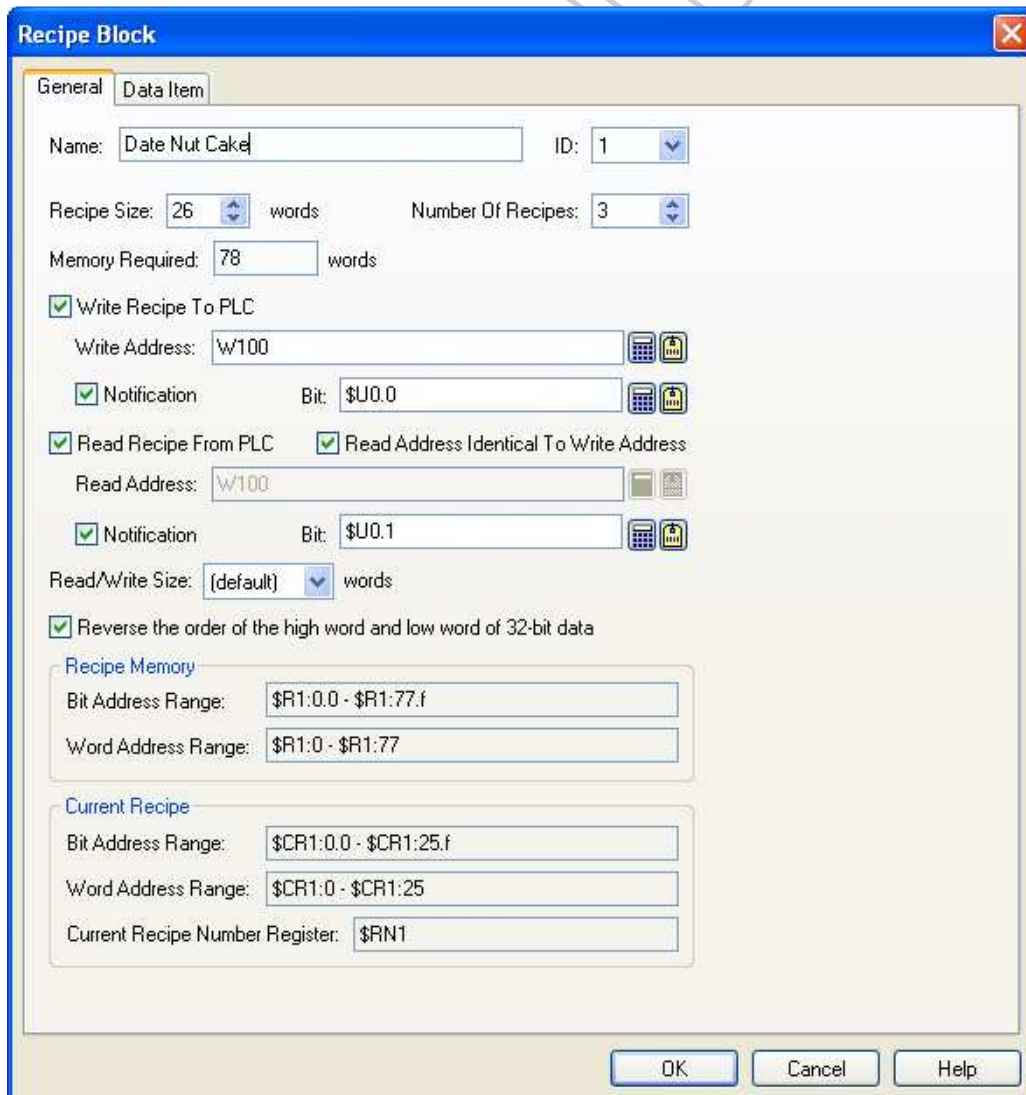 Recipe Block
General Data Item
Name: Date Nut Cake ID: 1
Recipe Size: 26 words Number Of Recipes: 3
Memory Required: 78 words
Write Recipe To PLC
Write Address: W100
Notification Bit: $U0.0
Read Recipe From PLC Read Address Identical To Write Address
Read Address: W100
Notification Bit: $U0.1
Read/Write Size: (default) words
Reverse the order of the high word and low word of 32-bit data
Recipe Memory
Bit Address Range: $R1:0.0 - $R1:77.f
Word Address Range: $R1:0 - $R1:77
Current Recipe
Bit Address Range: $CR1:0.0 - $CR1:25.f
Word Address Range: $CR1:0 - $CR1:25
Current Recipe Number Register: $RN1
OK Cancel Help